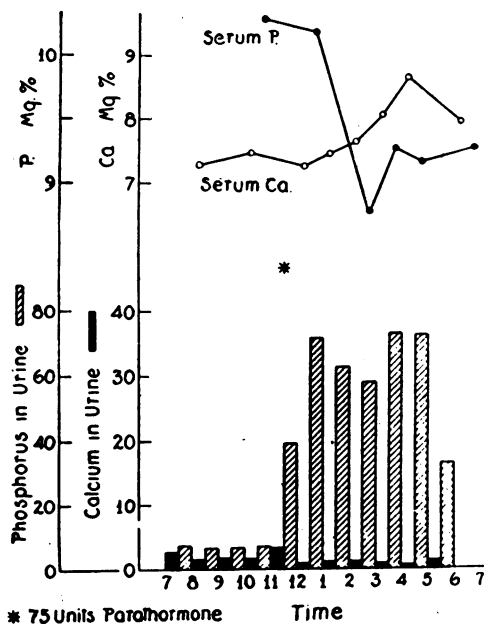 Serum P.
Serum Ca.
P. Mg. %
10
9
Ca Mg %
9
8
7
*
Phosphorus in Urine
80
60
40
20
0
Calcium in Urine
40
30
20
10
0
7 8 9 10 11 12 1 2 3 4 5 6 7
* 75 Units Parathormone
Time